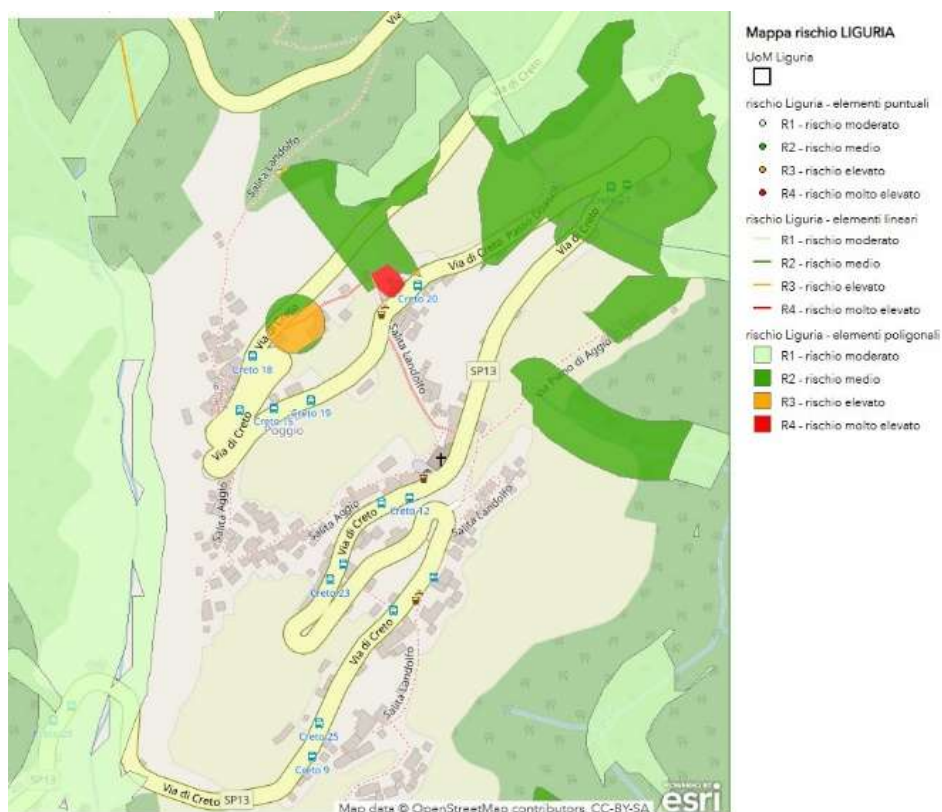 Mappa rischio LIGURIA
UoM Liguria
rischio Liguria - elementi puntuali
R1 - rischio moderato
R2 - rischio medio
R3 - rischio elevato
R4 - rischio molto elevato
rischio Liguria - elementi lineari
R1 - rischio moderato
R2 - rischio medio
R3 - rischio elevato
R4 - rischio molto elevato
rischio Liguria - elementi poligonali
R1 - rischio moderato
R2 - rischio medio
R3 - rischio elevato
R4 - rischio molto elevato
Via di Creto
Salita Landolfo
Via di Creto
Via di Creto
Creto 20
Salita Landolfo
Creto 18
SP13
Via Piano di Aggio
Creto 19
Poggio
Via di Creto
Salita Aggio
Salita Aggio
Creto 12
Via di Creto
Salita Landolfo
Creto 23
Via di Creto
Salita Landolfo
Creto 25
Creto 9
SP13
Via di Creto
SP13
Map data © OpenStreetMap contributors, CC-BY-SA
POWERED BY
esri